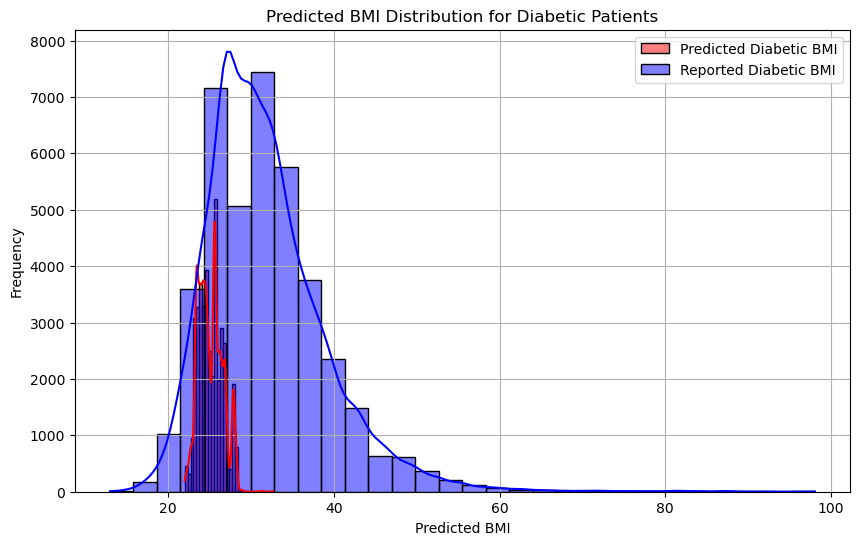 Predicted BMI Distribution for Diabetic Patients
Predicted Diabetic BMI
Reported Diabetic BMI
Frequency
8000
7000
6000
5000
4000
3000
2000
1000
0
20
40
60
80
100
Predicted BMI